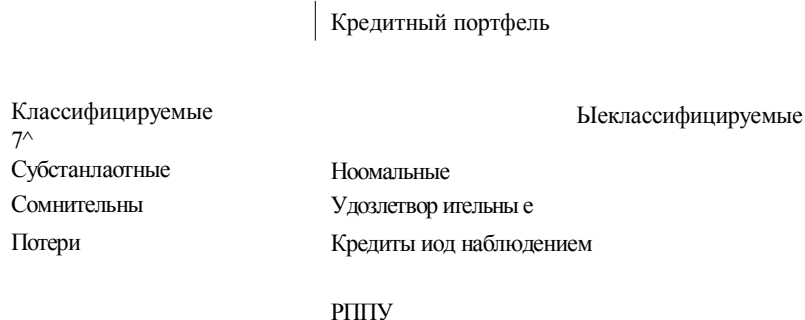 Кредитный портфель
Классифицируемые
Ыеклассифицируемые
7^
Субстанлаотные
Ноомальные
Сомнительны
Удозлетвор ительны е
Потери
Кредиты иод наблюдением
РППУ